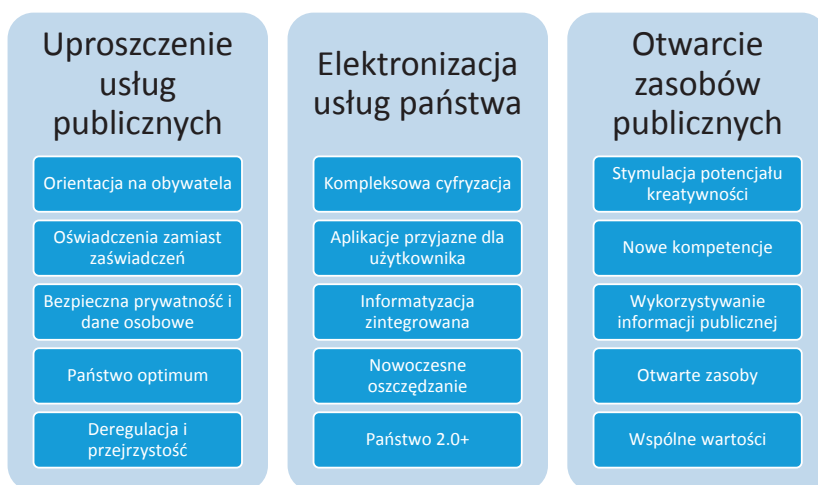 Uproszczenie
usług
publicznych
Orientacja na obywatela
Oświadczenia zamiast
zaświadczeń
Bezpieczna prywatność i
dane osobowe
Państwo optimum
Deregulacja i
przejrzystość
Elektronizacja
usług państwa
Kompleksowa cyfryzacja
Aplikacje przyjazne dla
użytkownika
Informatyzacja
zintegrowana
Nowoczesne
oszczędzanie
Państwo 2.0+
Otwarcie
zasobów
publicznych
Stymulacja potencjału
kreatywności
Nowe kompetencje
Wykorzystywanie
informacji publicznej
Otwarte zasoby
Wspólne wartości